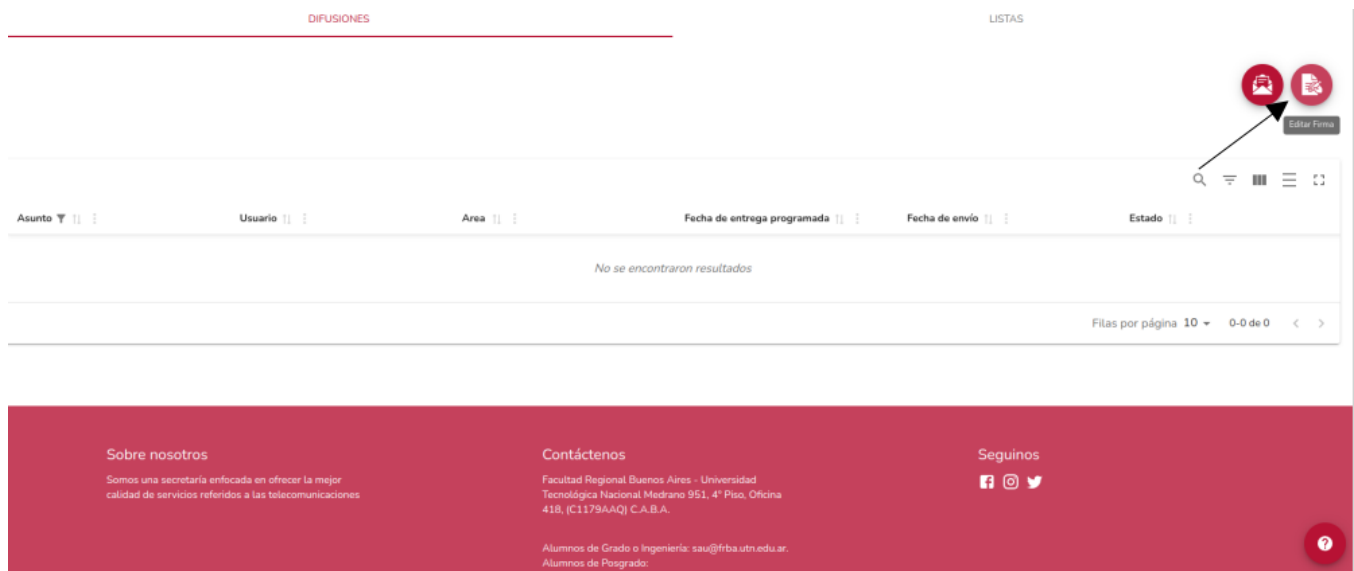 DIFUSIONES
LISTAS
Editar Firma
Asunto
Usuario
Area
Fecha de entrega programada
Fecha de envío
Estado
No se encontraron resultados
Filas por página 10 0-0 de 0
Sobre nosotros
Somos una secretaría enfocada en ofrecer la mejor
calidad de servicios referidos a las telecomunicaciones
Contáctenos
Facultad Regional Buenos Aires - Universidad
Tecnológica Nacional Medrano 951, 4° Piso, Oficina
418, (C1179AAQ) C.A.B.A.
Alumnos de Grado o Ingeniería: sau@frba.utn.edu.ar.
Alumnos de Posgrado:
Seguinos